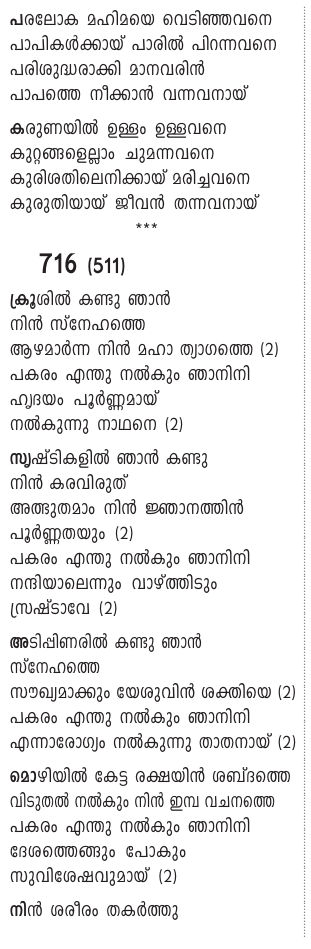 പരലോക മഹിമയെ വെടിഞ്ഞവനെ
പാപികൾക്കായ് പാരിൽ പിറന്നവനെ
പരിശുദ്ധരാക്കി മാനവരിൻ
പാപത്തെ നീക്കാൻ വന്നവനായ്
കരുണയിൽ ഉള്ളം ഉള്ളവനെ
കുറ്റങ്ങളെല്ലാം ചുമന്നവനെ
കുരിശതിലെനിക്കായ് മരിച്ചവനെ
കുരുതിയായ് ജീവൻ തന്നവനായ്
***
716 (511)
ക്രൂശിൽ കണ്ടു ഞാൻ
നിൻ സ്നേഹത്തെ
ആഴമാർന്ന നിൻ മഹാ ത്യാഗത്തെ (2)
പകരം എന്തു നൽകും ഞാനിനി
ഹൃദയം പൂർണ്ണമായ്
നൽകുന്നു നാഥനെ (2)
സൃഷ്ടികളിൽ ഞാൻ കണ്ടു
നിൻ കരവിരുത്
അത്ഭുതമാം നിൻ ജ്ഞാനത്തിൻ
പൂർണ്ണതയും (2)
പകരം എന്തു നൽകും ഞാനിനി
നന്ദിയാലെന്നും വാഴ്ത്തിടും
സ്രഷ്ടാവേ (2)
അടിപ്പിണരിൽ കണ്ടു ഞാൻ
സ്നേഹത്തെ
സൗഖ്യമാക്കും യേശുവിൻ ശക്തിയെ (2)
പകരം എന്തു നൽകും ഞാനിനി
എന്നാരോഗ്യം നൽകുന്നു താതനായ് (2)
മൊഴിയിൽ കേട്ട രക്ഷയിൻ ശബ്ദത്തെ
വിടുതൽ നൽകും നിൻ ഇമ്പ വചനത്തെ
പകരം എന്തു നൽകും ഞാനിനി
ദേശത്തെങ്ങും പോകും
സുവിശേഷവുമായ് (2)
നിൻ ശരീരം തകർത്തു